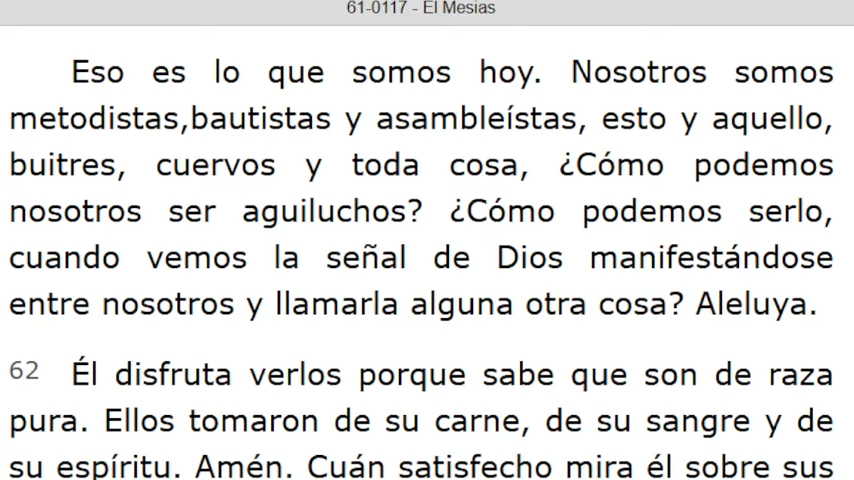 61-0117 - El Mesias
Eso es lo que somos hoy. Nosotros somos
metodistas,bautistas y asambleístas, esto y aquello,
buitres, cuervos y toda cosa, ¿Cómo podemos
nosotros ser aguiluchos? ¿Cómo podemos serlo,
cuando vemos la señal de Dios manifestándose
entre nosotros y llamarla alguna otra cosa? Aleluya.
62 Él disfruta verlos porque sabe que son de raza
pura. Ellos tomaron de su carne, de su sangre y de
su espíritu. Amén. Cuán satisfecho mira él sobre sus